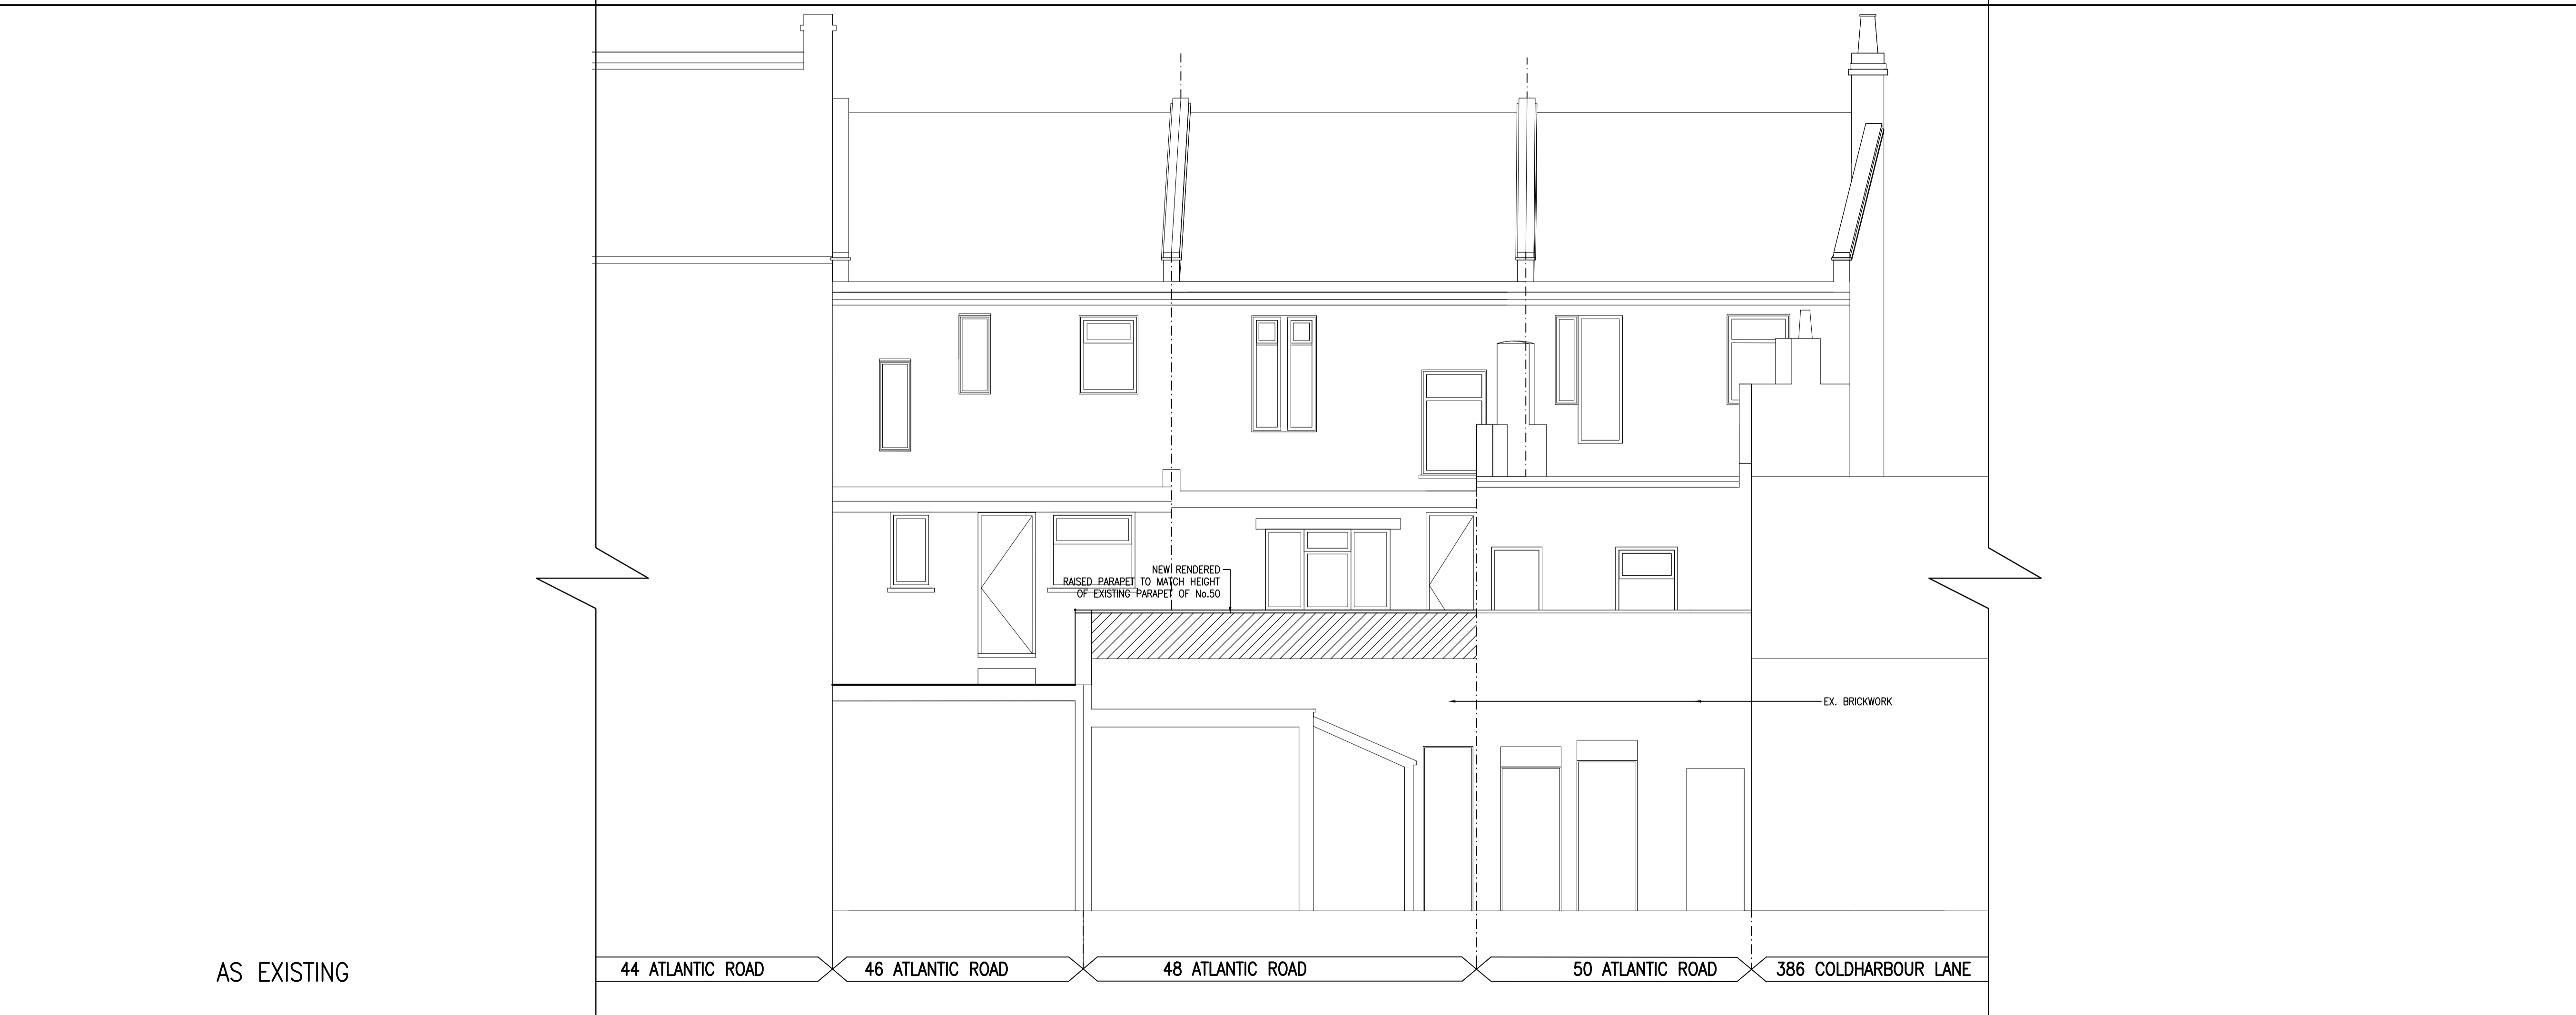 NEW RENDERED
RAISED PARAPET TO MATCH HEIGHT
OF EXISTING PARAPET OF No.50
EX. BRICKWORK
AS EXISTING
44 ATLANTIC ROAD
46 ATLANTIC ROAD
48 ATLANTIC ROAD
50 ATLANTIC ROAD
386 COLDHARBOUR LANE